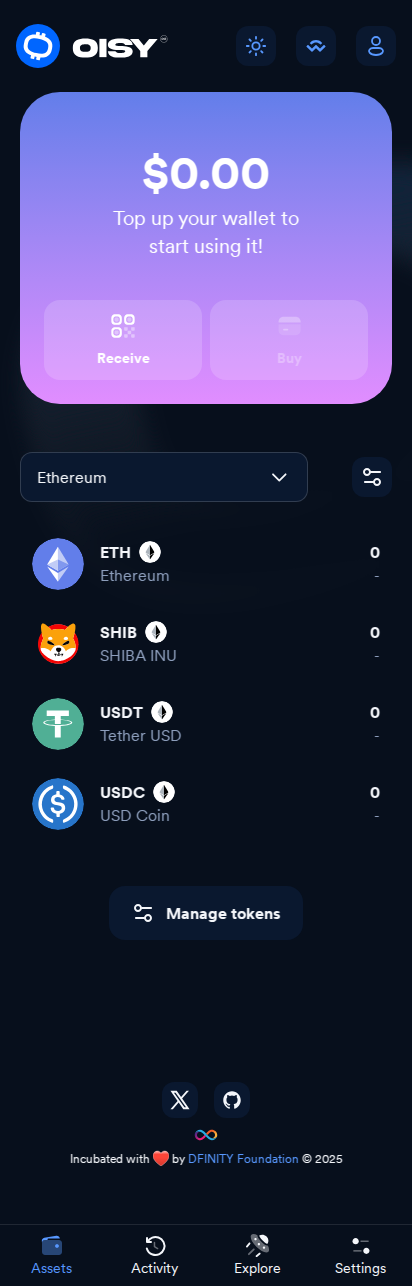 OISY
$0.00
Top up your wallet to
start using it!
Receive
Buy
Ethereum
ETH
0
Ethereum
-
SHIB
0
SHIBA INU
-
USDT
0
Tether USD
-
USDC
0
USD Coin
-
Manage tokens
Incubated with ❤️ by DFINITY Foundation © 2025
Assets
Activity
Explore
Settings